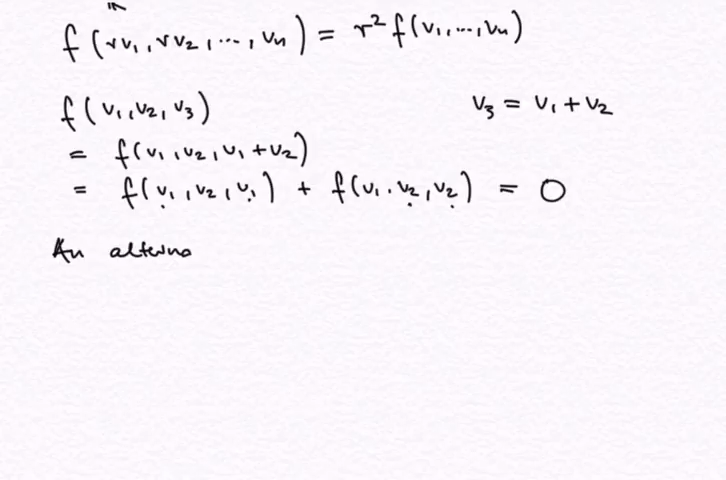 f(rv₁, rv₂, ..., vₙ) = r² f(v₁, ..., vₙ)
f(v₁, v₂, v₃) v₃ = v₁ + v₂
= f(v₁, v₂, v₁ + v₂)
= f(v₁, v₂, v₁) + f(v₁, v₂, v₂) = 0
An alterna